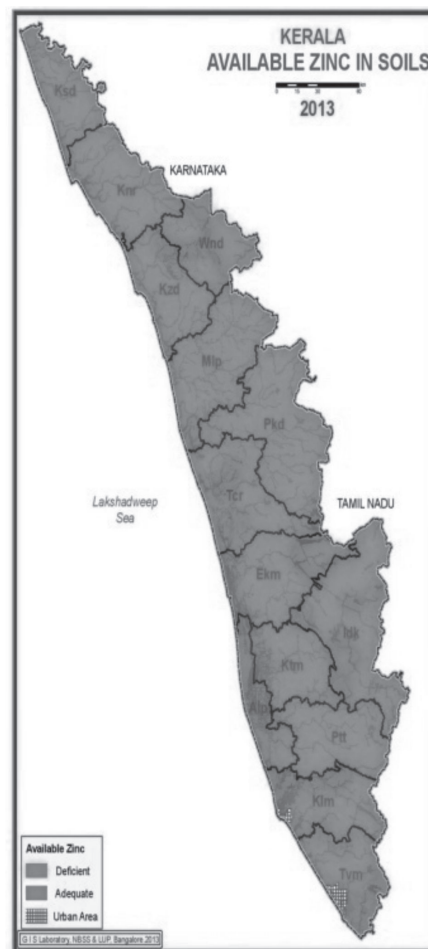 KERALA
AVAILABLE ZINC IN SOILS
2013
Ksd
KARNATAKA
Knr
Wnd
Kzd
Mlp
Pkd
Lakshadweep
Sea
TAMIL NADU
Tcr
Ekm
Idk
Ktm
Alp
Ptt
Klm
Tvm
Available Zinc
Deficient
Adequate
Urban Area
G I S Laboratory, NBSS & LUP, Bangalore.2013